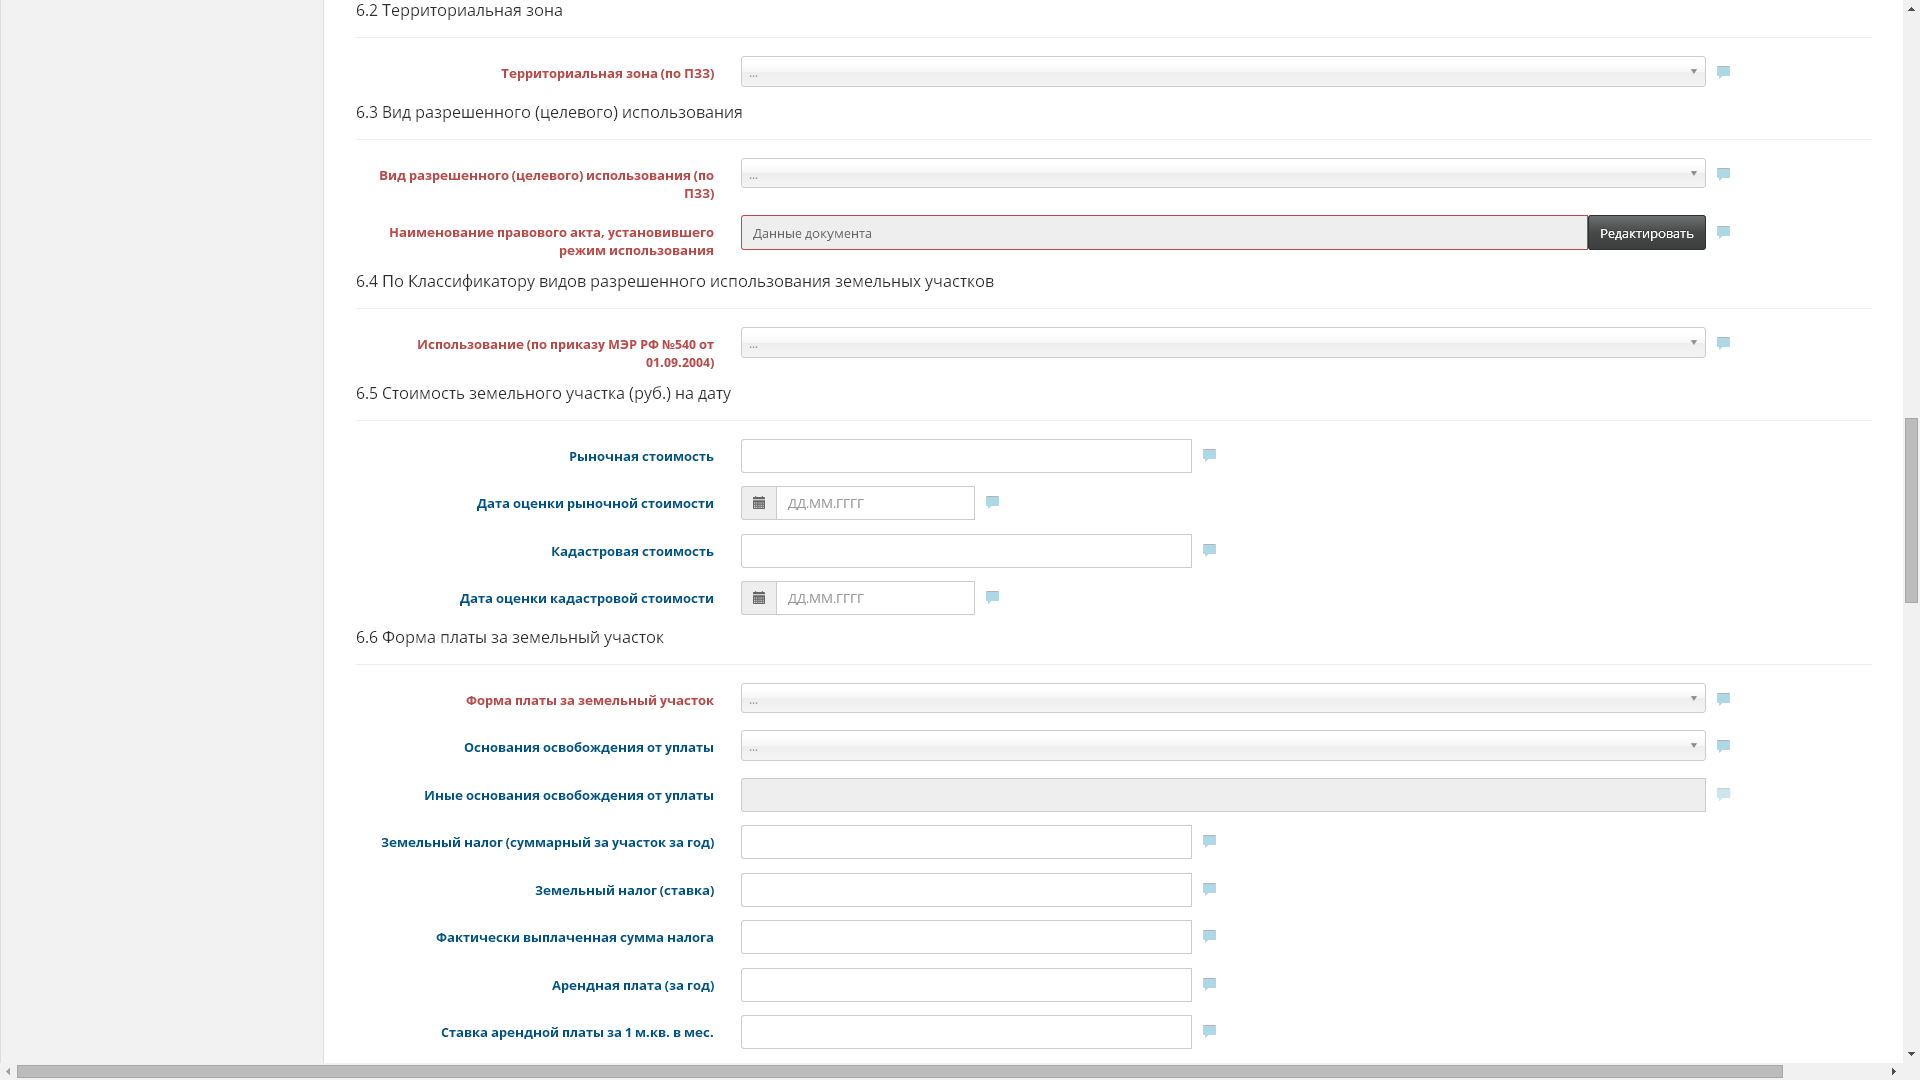 6.2 Территориальная зона
Территориальная зона (по ПЗЗ)
...
6.3 Вид разрешенного (целевого) использования
Вид разрешенного (целевого) использования (по
ПЗЗ)
...
Наименование правового акта, установившего
режим использования
Данные документа
Редактировать
6.4 По Классификатору видов разрешенного использования земельных участков
Использование (по приказу МЭР РФ №540 от
01.09.2004)
...
6.5 Стоимость земельного участка (руб.) на дату
Рыночная стоимость
Дата оценки рыночной стоимости
ДД.ММ.ГГГГ
Кадастровая стоимость
Дата оценки кадастровой стоимости
ДД.ММ.ГГГГ
6.6 Форма платы за земельный участок
Форма платы за земельный участок
...
Основания освобождения от уплаты
...
Иные основания освобождения от уплаты
Земельный налог (суммарный за участок за год)
Земельный налог (ставка)
Фактически выплаченная сумма налога
Арендная плата (за год)
Ставка арендной платы за 1 м.кв. в мес.